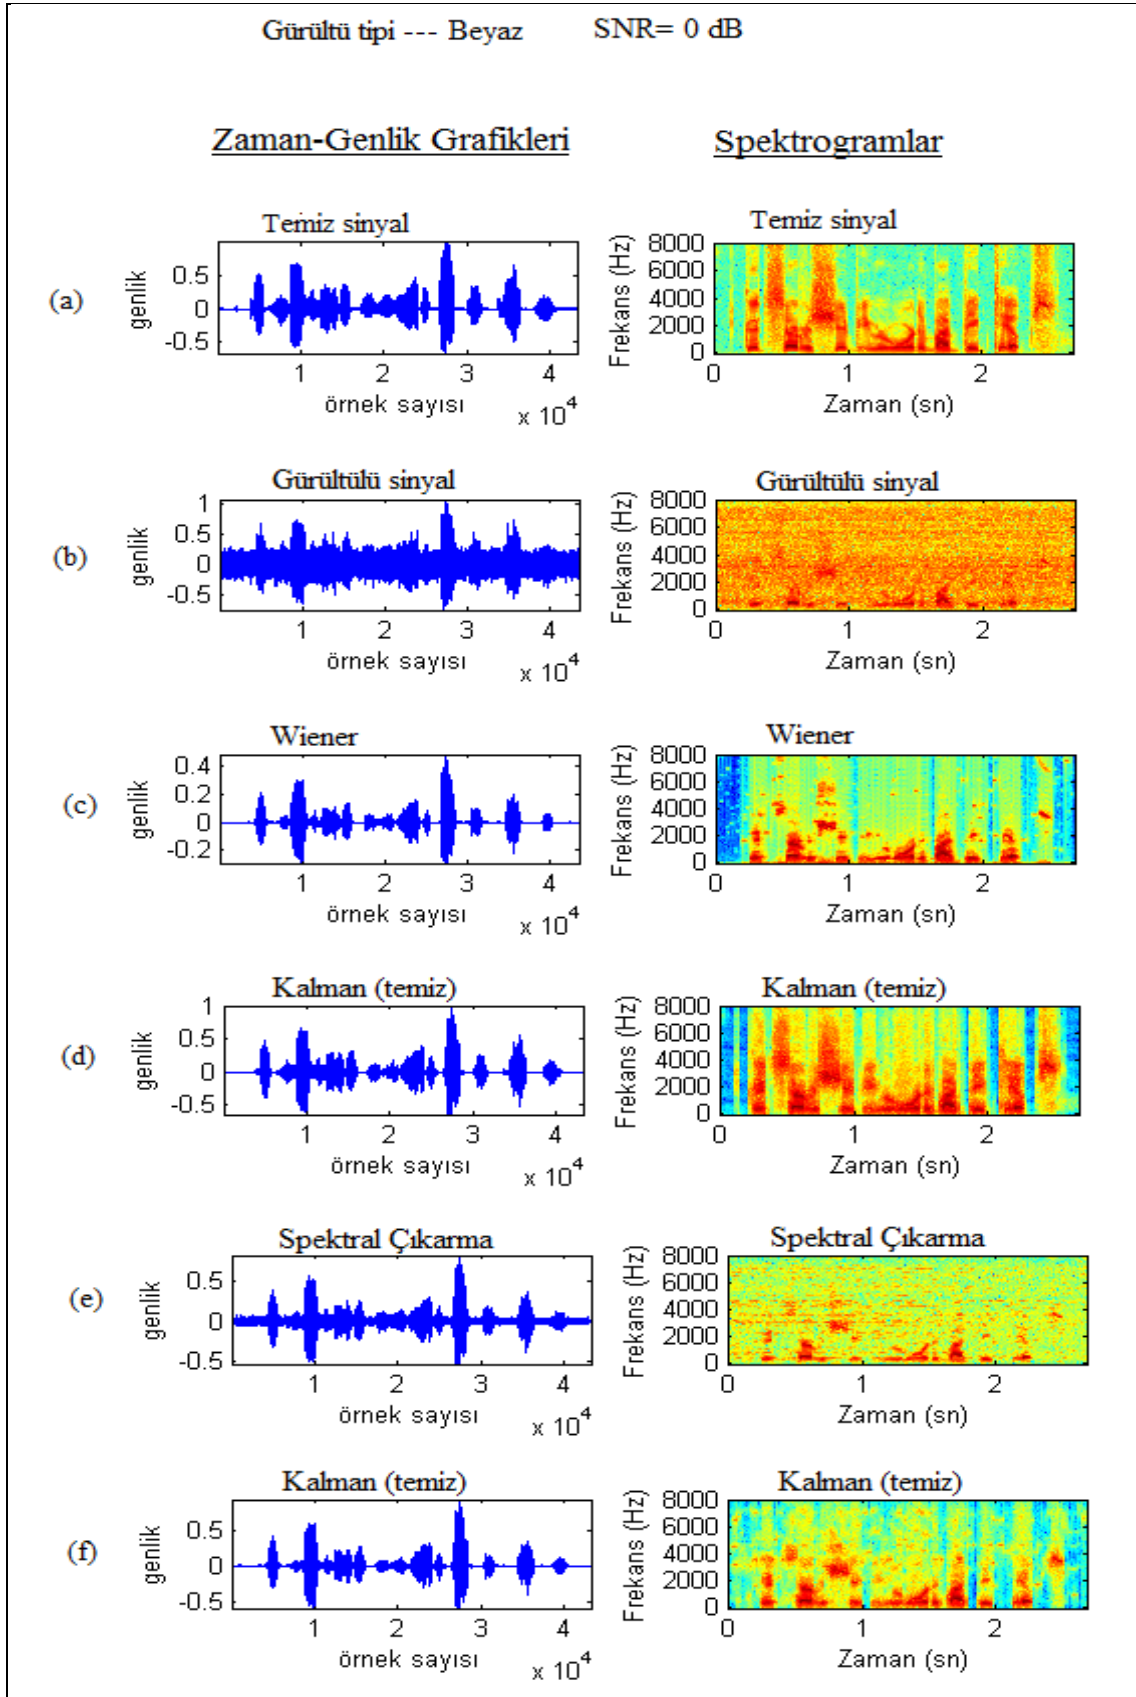 Gürültü tipi --- Beyaz SNR= 0 dB
Zaman-Genlik Grafikleri Spektrogramlar
(a)
Temiz sinyal
genlik
0.5
0
-0.5
1 2 3 4
örnek sayısı
x 10^4
Temiz sinyal
Frekans (Hz)
8000
6000
4000
2000
0
0 1 2
Zaman (sn)
(b)
Gürültülü sinyal
genlik
1
0.5
0
-0.5
1 2 3 4
örnek sayısı
x 10^4
Gürültülü sinyal
Frekans (Hz)
8000
6000
4000
2000
0
0 1 2
Zaman (sn)
(c)
Wiener
genlik
0.4
0.2
0
-0.2
1 2 3 4
örnek sayısı
x 10^4
Wiener
Frekans (Hz)
8000
6000
4000
2000
0
0 1 2
Zaman (sn)
(d)
Kalman (temiz)
genlik
1
0.5
0
-0.5
1 2 3 4
örnek sayısı
x 10^4
Kalman (temiz)
Frekans (Hz)
8000
6000
4000
2000
0
0 1 2
Zaman (sn)
(e)
Spektral Çıkarma
genlik
0.5
0
-0.5
1 2 3 4
örnek sayısı
x 10^4
Spektral Çıkarma
Frekans (Hz)
8000
6000
4000
2000
0
0 1 2
Zaman (sn)
(f)
Kalman (temiz)
genlik
0.5
0
-0.5
1 2 3 4
örnek sayısı
x 10^4
Kalman (temiz)
Frekans (Hz)
8000
6000
4000
2000
0
0 1 2
Zaman (sn)